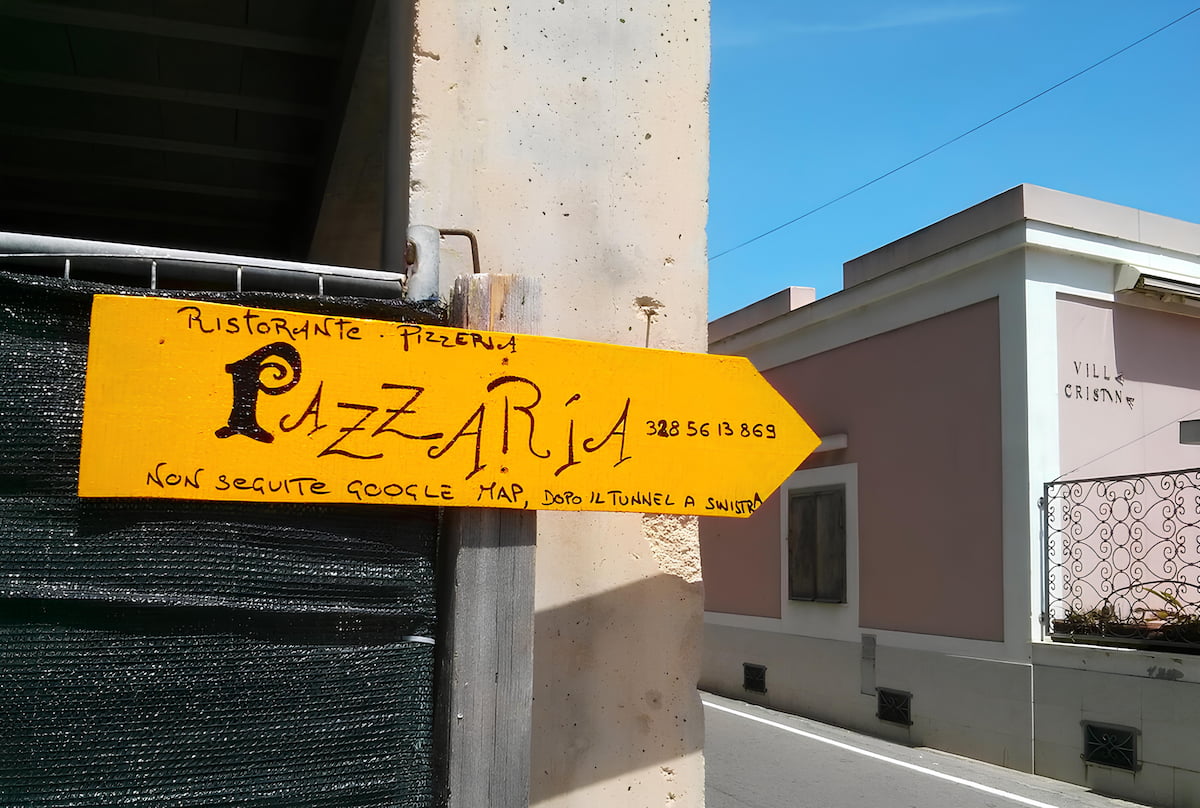 RISTORANTE . PIZZERIA
PAZZARIA
328 56 13 869
NON SEGUITE GOOGLE MAP, DOPO IL TUNNEL A SINISTRA
VILLA
CRISTINA